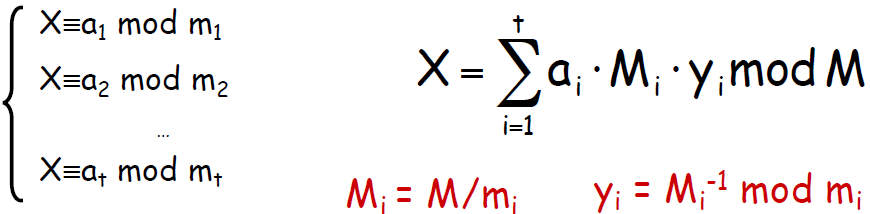 X≡a₁ mod m₁
X≡a₂ mod m₂
...
X≡aₜ mod mₜ
X = ∑ᵢ₌₁ᵗ aᵢ · Mᵢ · yᵢ mod M
Mᵢ = M/mᵢ
yᵢ = Mᵢ⁻¹ mod mᵢ